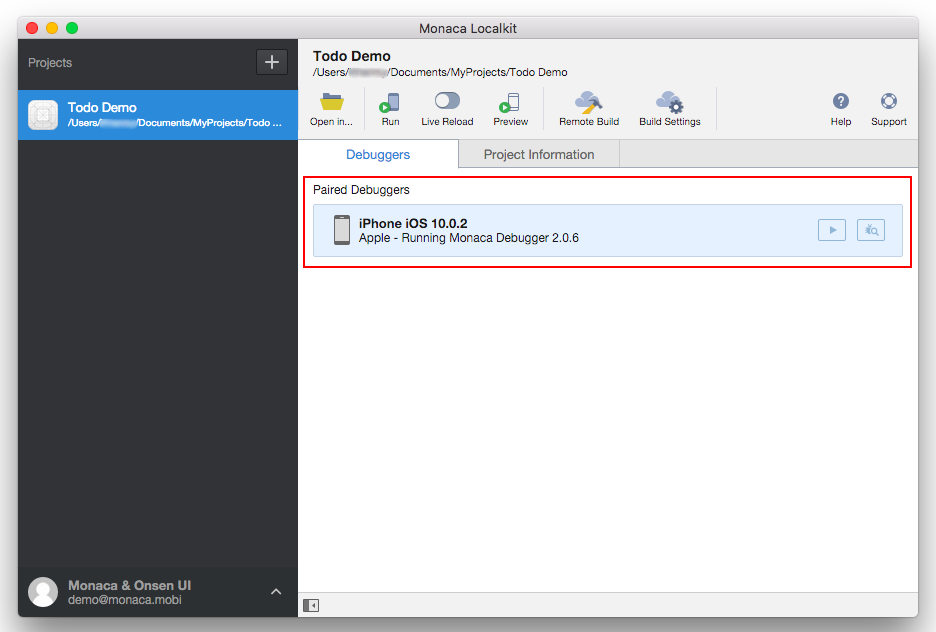 Monaca Localkit
Projects
Todo Demo
/Users/ /Documents/MyProjects/Todo ...
Monaca & Onsen UI
demo@monaca.mobi
Todo Demo
/Users/ /Documents/MyProjects/Todo Demo
Open in...
Run
Live Reload
Preview
Remote Build
Build Settings
Help
Support
Debuggers
Project Information
Paired Debuggers
iPhone iOS 10.0.2
Apple - Running Monaca Debugger 2.0.6